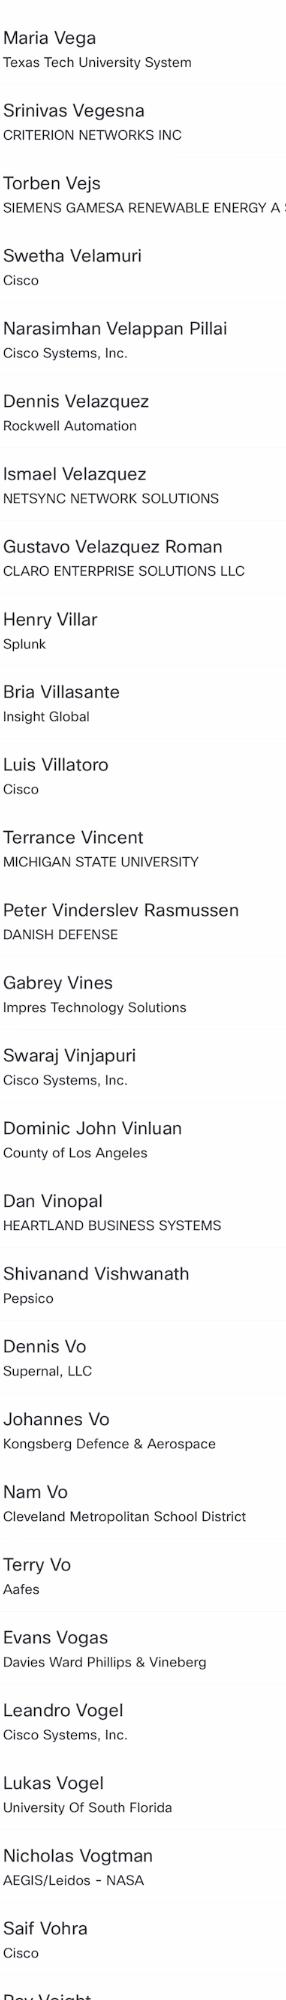 Maria Vega
Texas Tech University System
Srinivas Vegesna
CRITERION NETWORKS INC
Torben Vejs
SIEMENS GAMESA RENEWABLE ENERGY A
Swetha Velamuri
Cisco
Narasimhan Velappan Pillai
Cisco Systems, Inc.
Dennis Velazquez
Rockwell Automation
Ismael Velazquez
NETSYNC NETWORK SOLUTIONS
Gustavo Velazquez Roman
CLARO ENTERPRISE SOLUTIONS LLC
Henry Villar
Splunk
Bria Villasante
Insight Global
Luis Villatoro
Cisco
Terrance Vincent
MICHIGAN STATE UNIVERSITY
Peter Vinderslev Rasmussen
DANISH DEFENSE
Gabrey Vines
Impres Technology Solutions
Swaraj Vinjapuri
Cisco Systems, Inc.
Dominic John Vinluan
County of Los Angeles
Dan Vinopal
HEARTLAND BUSINESS SYSTEMS
Shivanand Vishwanath
Pepsico
Dennis Vo
Supernal, LLC
Johannes Vo
Kongsberg Defence & Aerospace
Nam Vo
Cleveland Metropolitan School District
Terry Vo
Aafes
Evans Vogas
Davies Ward Phillips & Vineberg
Leandro Vogel
Cisco Systems, Inc.
Lukas Vogel
University Of South Florida
Nicholas Vogtman
AEGIS/Leidos - NASA
Saif Vohra
Cisco